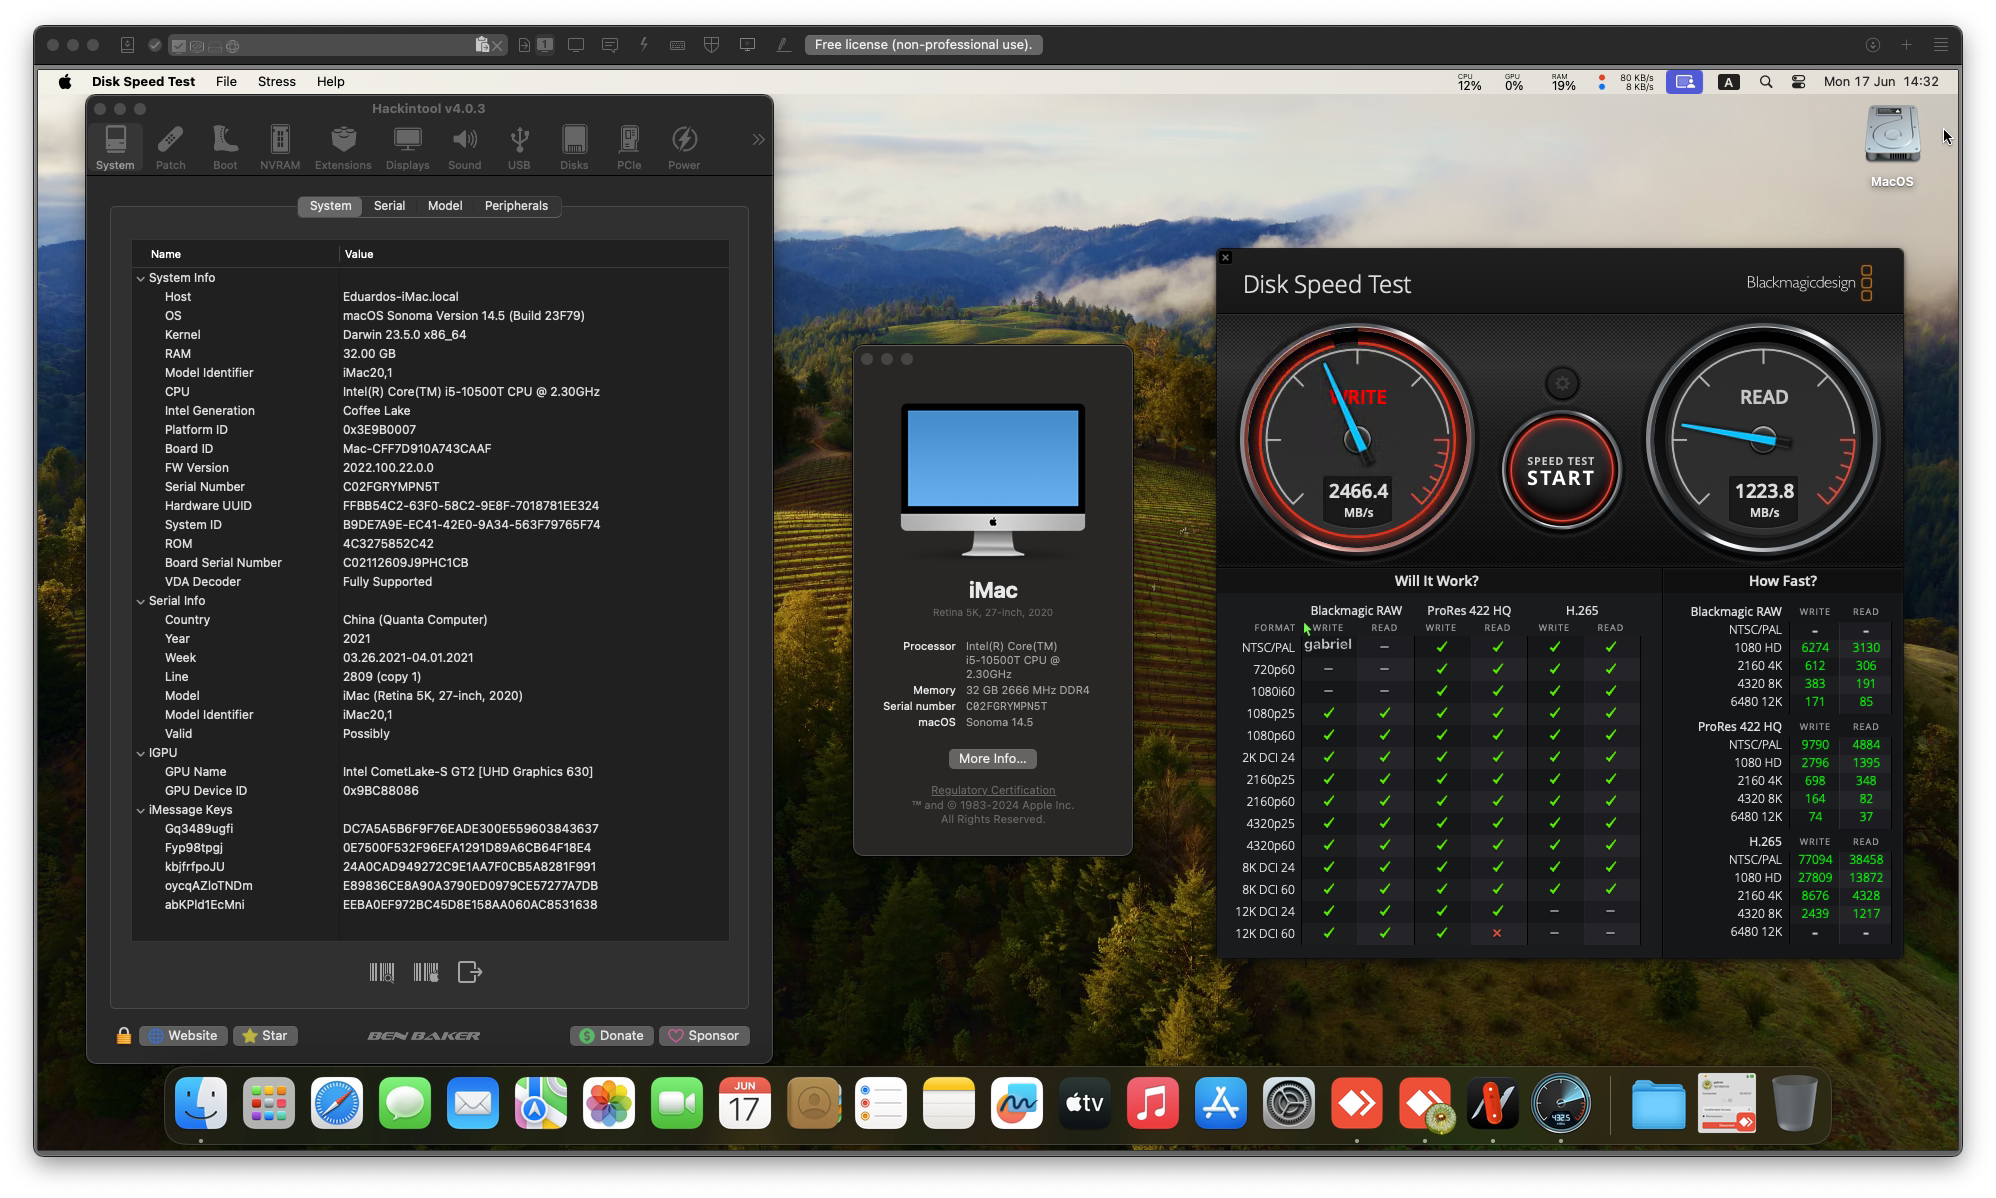 Free license (non-professional use).
Disk Speed Test File Stress Help
CPU 12% GPU 0% RAM 19% 80 KB/s 8 KB/s A Mon 17 Jun 14:32
MacOS
Hackintool v4.0.3
System Patch Boot NVRAM Extensions Displays Sound USB Disks PCIe Power
System Serial Model Peripherals
Name Value
System Info
Host Eduardos-iMac.local
OS macOS Sonoma Version 14.5 (Build 23F79)
Kernel Darwin 23.5.0 x86_64
RAM 32.00 GB
Model Identifier iMac20,1
CPU Intel(R) Core(TM) i5-10500T CPU @ 2.30GHz
Intel Generation Coffee Lake
Platform ID 0x3E9B0007
Board ID Mac-CFF7D910A743CAAF
FW Version 2022.100.22.0.0
Serial Number C02FGRYMPN5T
Hardware UUID FFBB54C2-63F0-58C2-9E8F-7018781EE324
System ID B9DE7A9E-EC41-42E0-9A34-563F79765F74
ROM 4C3275852C42
Board Serial Number C02112609J9PHC1CB
VDA Decoder Fully Supported
Serial Info
Country China (Quanta Computer)
Year 2021
Week 03.26.2021-04.01.2021
Line 2809 (copy 1)
Model iMac (Retina 5K, 27-inch, 2020)
Model Identifier iMac20,1
Valid Possibly
IGPU
GPU Name Intel CometLake-S GT2 [UHD Graphics 630]
GPU Device ID 0x9BC88086
iMessage Keys
Gq3489ugfi DC7A5A5B6F9F76EADE300E559603843637
Fyp98tpgj 0E7500F532F96EFA1291D89A6CB64F18E4
kbjfrfpoJU 24A0CAD949272C9E1AA7F0CB5A8281F991
oycqAZloTNDm E89836CE8A90A3790ED0979CE57277A7DB
abKPld1EcMni EEBA0EF972BC45D8E158AA060AC8531638
Website Star BEN BAKER Donate Sponsor
iMac
Retina 5K, 27-inch, 2020
Processor Intel(R) Core(TM)
i5-10500T CPU @
2.30GHz
Memory 32 GB 2666 MHz DDR4
Serial number C02FGRYMPN5T
macOS Sonoma 14.5
More Info...
Regulatory Certification
™ and © 1983-2024 Apple Inc.
All Rights Reserved.
Disk Speed Test Blackmagicdesign
WRITE
2466.4
MB/s
SPEED TEST
START
READ
1223.8
MB/s
Will It Work?
Blackmagic RAW ProRes 422 HQ H.265
FORMAT WRITE READ WRITE READ WRITE READ
NTSC/PAL gabriel – ✓ ✓ ✓ ✓
720p60 – – ✓ ✓ ✓ ✓
1080i60 – – ✓ ✓ ✓ ✓
1080p25 ✓ ✓ ✓ ✓ ✓ ✓
1080p60 ✓ ✓ ✓ ✓ ✓ ✓
2K DCI 24 ✓ ✓ ✓ ✓ ✓ ✓
2160p25 ✓ ✓ ✓ ✓ ✓ ✓
2160p60 ✓ ✓ ✓ ✓ ✓ ✓
4320p25 ✓ ✓ ✓ ✓ ✓ ✓
4320p60 ✓ ✓ ✓ ✓ ✓ ✓
8K DCI 24 ✓ ✓ ✓ ✓ ✓ ✓
8K DCI 60 ✓ ✓ ✓ ✓ ✓ ✓
12K DCI 24 ✓ ✓ ✓ ✓ – –
12K DCI 60 ✓ ✓ ✓ × – –
How Fast?
Blackmagic RAW WRITE READ
NTSC/PAL - -
1080 HD 6274 3130
2160 4K 612 306
4320 8K 383 191
6480 12K 171 85
ProRes 422 HQ WRITE READ
NTSC/PAL 9790 4884
1080 HD 2796 1395
2160 4K 698 348
4320 8K 164 82
6480 12K 74 37
H.265 WRITE READ
NTSC/PAL 77094 38458
1080 HD 27809 13872
2160 4K 8676 4328
4320 8K 2439 1217
6480 12K - -
JUN
17
tv
432.5